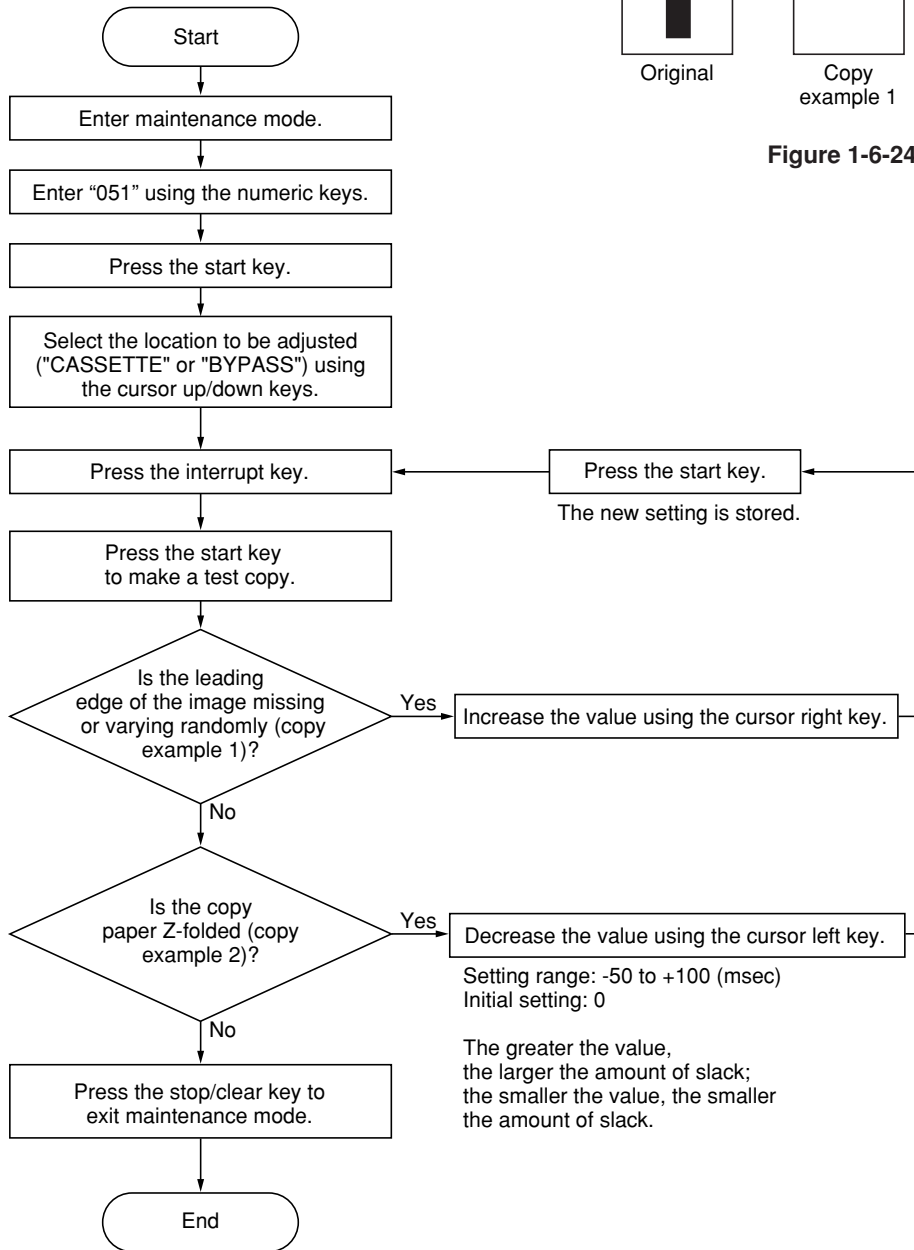 Start
Original
Copy
example 1
Figure 1-6-24
Enter maintenance mode.
Enter “051” using the numeric keys.
Press the start key.
Select the location to be adjusted
("CASSETTE" or "BYPASS") using
the cursor up/down keys.
Press the interrupt key.
Press the start key.
The new setting is stored.
Press the start key
to make a test copy.
Is the leading
edge of the image missing
or varying randomly (copy
example 1)?
Yes
Increase the value using the cursor right key.
No
Is the copy
paper Z-folded (copy
example 2)?
Yes
Decrease the value using the cursor left key.
Setting range: -50 to +100 (msec)
Initial setting: 0
The greater the value,
the larger the amount of slack;
the smaller the value, the smaller
the amount of slack.
No
Press the stop/clear key to
exit maintenance mode.
End